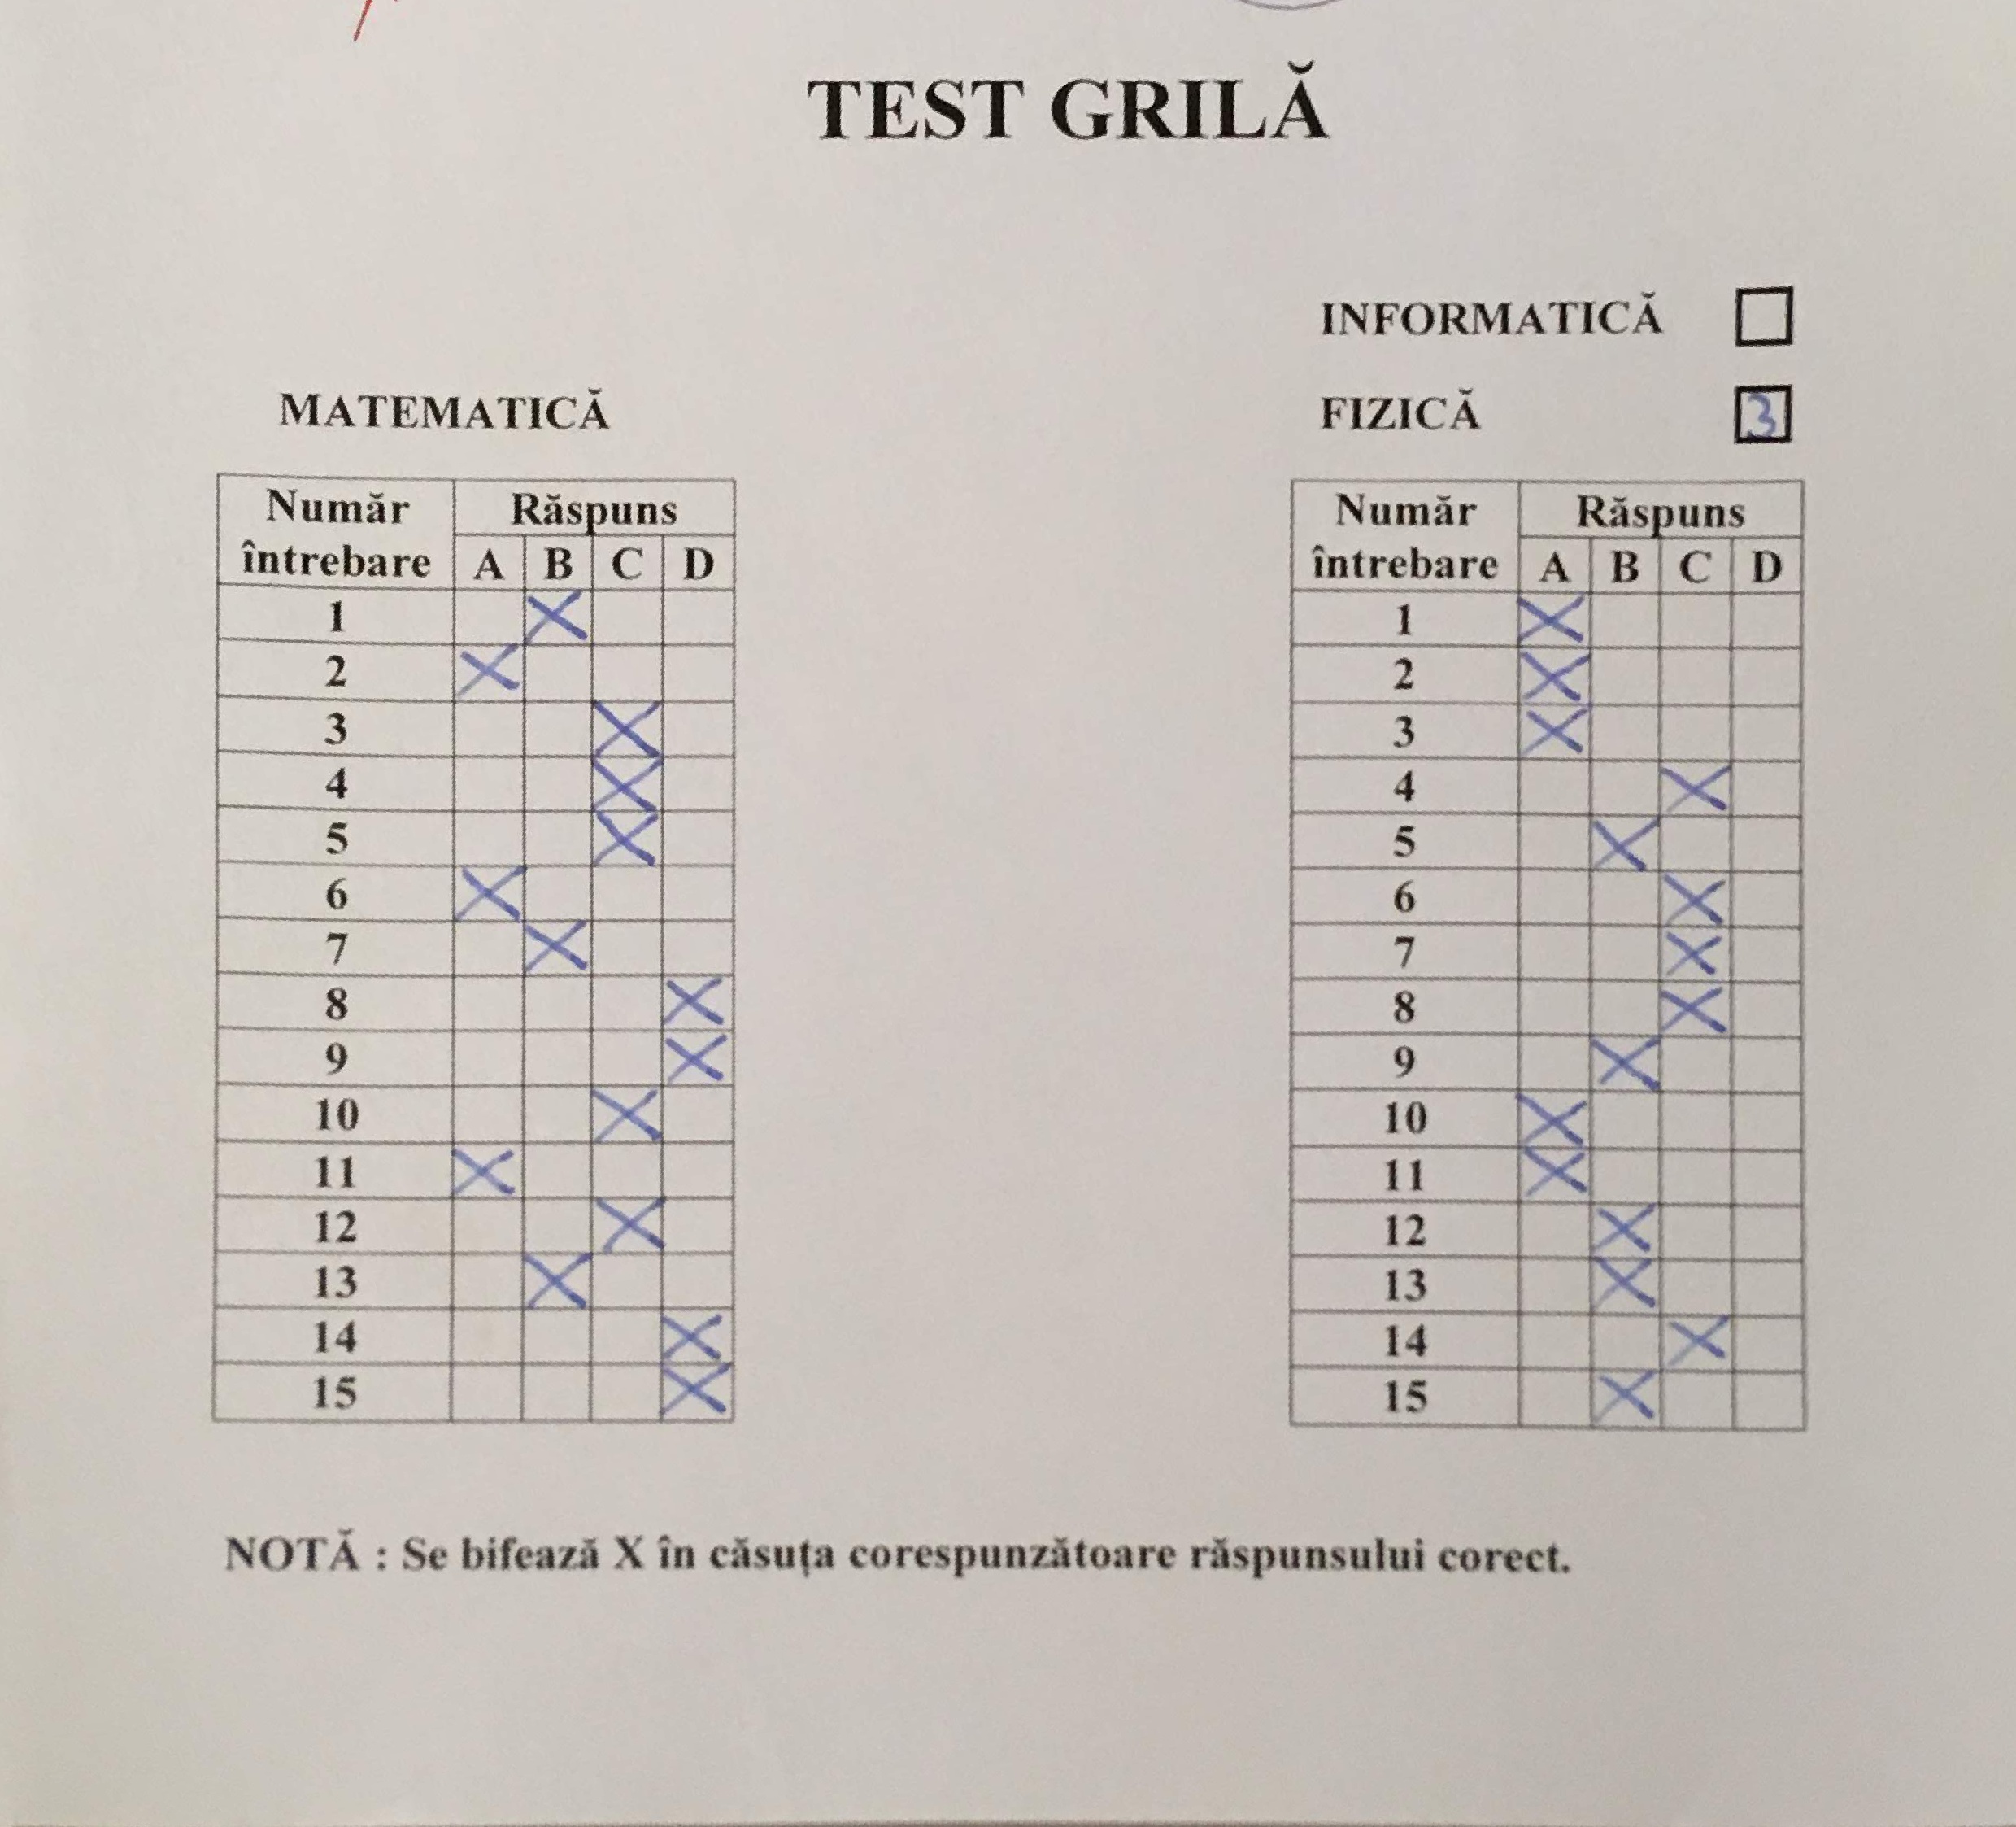 TEST GRILĂ
INFORMATICĂ
MATEMATICĂ
FIZICĂ 3
Număr întrebare Răspuns
A B C D
1 X
2 X
3 X
4 X
5 X
6 X
7 X
8 X
9 X
10 X
11 X
12 X
13 X
14 X
15 X
Număr întrebare Răspuns
A B C D
1 X
2 X
3 X
4 X
5 X
6 X
7 X
8 X
9 X
10 X
11 X
12 X
13 X
14 X
15 X
NOTĂ : Se bifează X în căsuța corespunzătoare răspunsului corect.